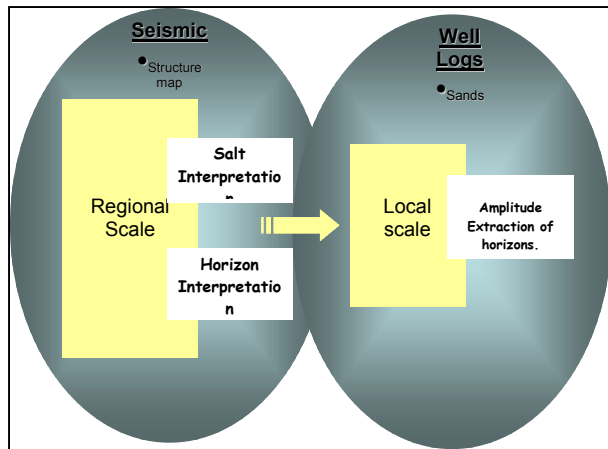 Seismic
• Structure
map
Regional
Scale
Salt
Interpretatio
n
Horizon
Interpretatio
n
Well
Logs
• Sands
Local
scale
Amplitude
Extraction of
horizons.